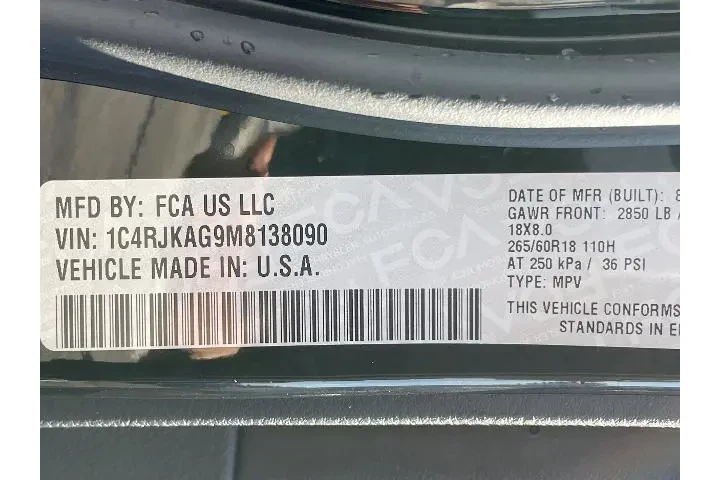 MFD BY: FCA US LLC
VIN: 1C4RJKAG9M8138090
VEHICLE MADE IN: U.S.A.
DATE OF MFR (BUILT): 8
GAWR FRONT: 2850 LB
18X8.0
265/60R18 110H
AT 250 kPa / 36 PSI
TYPE: MPV
THIS VEHICLE CONFORMS
STANDARDS IN